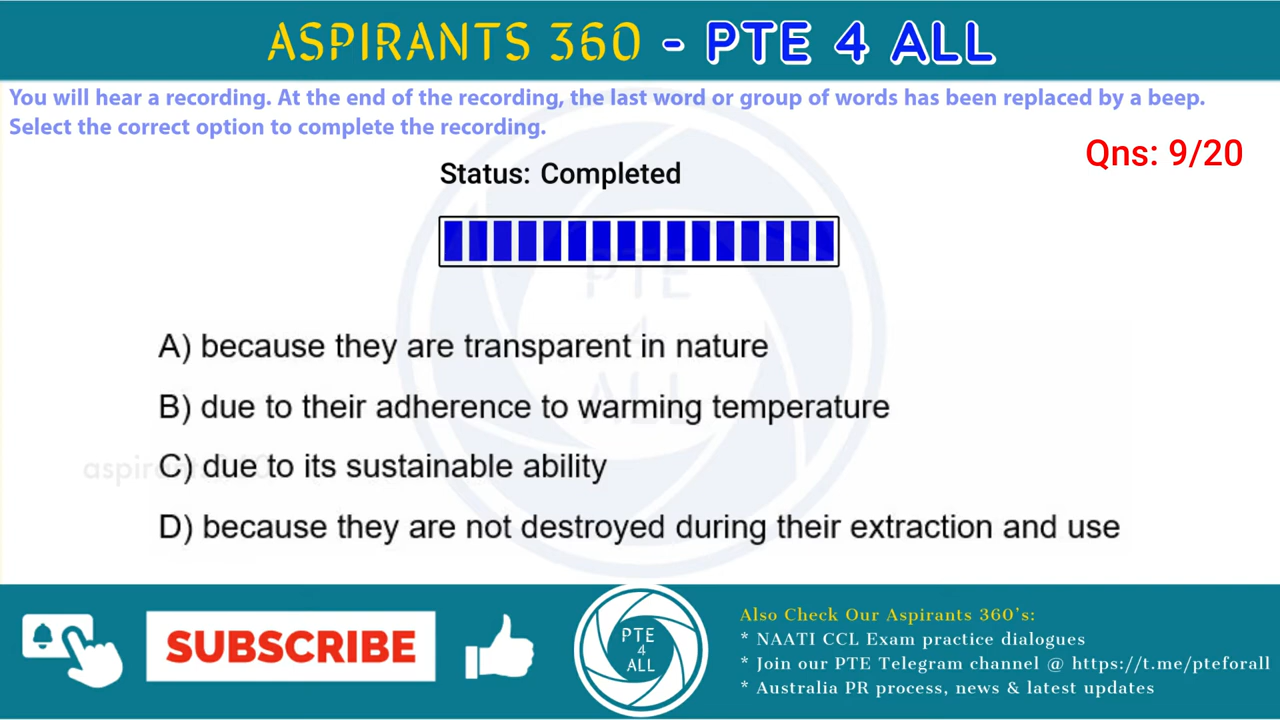 ASPIRANTS 360 - PTE 4 ALL
You will hear a recording. At the end of the recording, the last word or group of words has been replaced by a beep.
Select the correct option to complete the recording.
Qns: 9/20
Status: Completed
PTE
4
ALL
A) because they are transparent in nature
B) due to their adherence to warming temperature
C) due to its sustainable ability
D) because they are not destroyed during their extraction and use
SUBSCRIBE
PTE
4
ALL
Also Check Our Aspirants 360's:
* NAATI CCL Exam practice dialogues
* Join our PTE Telegram channel @ https://t.me/pteforall
* Australia PR process, news & latest updates